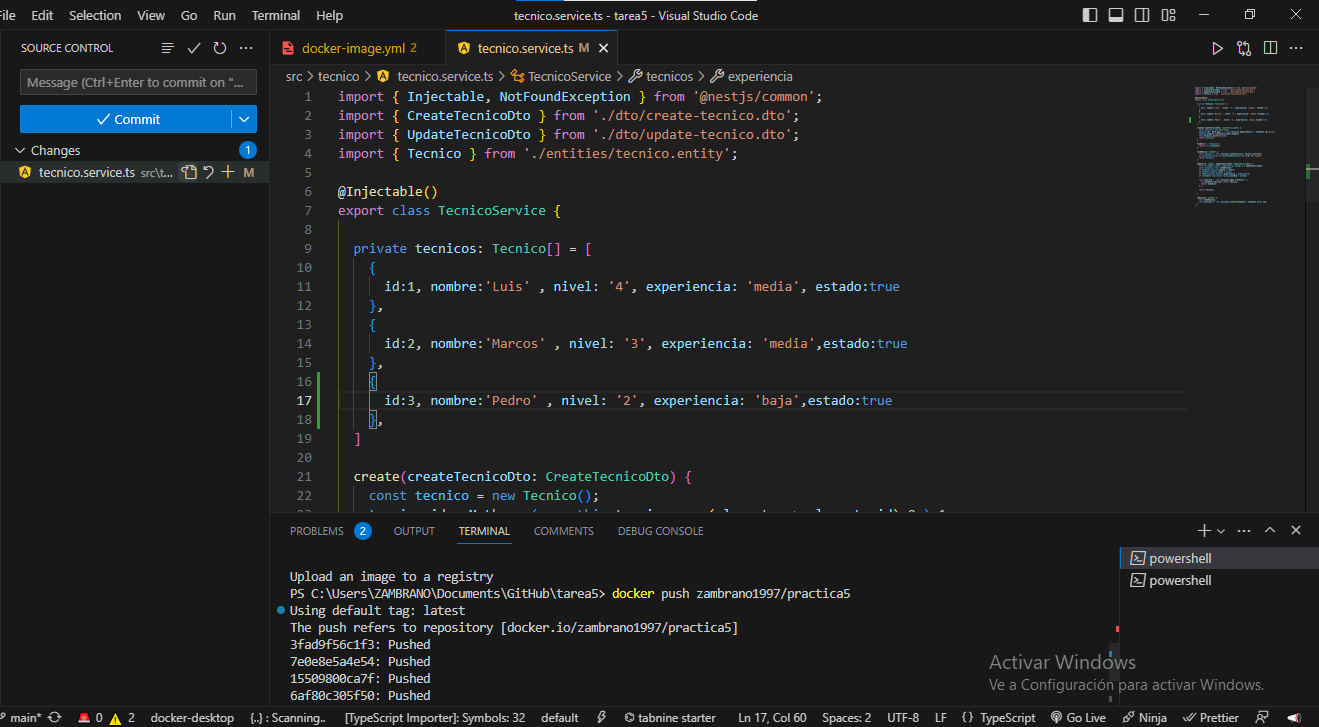 File Edit Selection View Go Run Terminal Help
tecnico.service.ts - tarea5 - Visual Studio Code
SOURCE CONTROL
Message (Ctrl+Enter to commit on "...
Commit
Changes 1
tecnico.service.ts src\t... M
docker-image.yml 2
tecnico.service.ts M
src > tecnico > tecnico.service.ts > TecnicoService > tecnicos > experiencia
1 import { Injectable, NotFoundException } from '@nestjs/common';
2 import { CreateTecnicoDto } from './dto/create-tecnico.dto';
3 import { UpdateTecnicoDto } from './dto/update-tecnico.dto';
4 import { Tecnico } from './entities/tecnico.entity';
5
6 @Injectable()
7 export class TecnicoService {
8
9 private tecnicos: Tecnico[] = [
10 {
11 id:1, nombre:'Luis' , nivel: '4', experiencia: 'media', estado:true
12 },
13 {
14 id:2, nombre:'Marcos' , nivel: '3', experiencia: 'media',estado:true
15 },
16 {
17 id:3, nombre:'Pedro' , nivel: '2', experiencia: 'baja',estado:true
18 },
19 ]
20
21 create(createTecnicoDto: CreateTecnicoDto) {
22 const tecnico = new Tecnico();
PROBLEMS 2 OUTPUT TERMINAL COMMENTS DEBUG CONSOLE
powershell
powershell
Upload an image to a registry
PS C:\Users\ZAMBRANO\Documents\GitHub\tarea5> docker push zambrano1997/practica5
Using default tag: latest
The push refers to repository [docker.io/zambrano1997/practica5]
3fad9f56c1f3: Pushed
7e0e8e5a4e54: Pushed
15509800ca7f: Pushed
6af80c305f50: Pushed
Activar Windows
Ve a Configuración para activar Windows.
main* 0 2 docker-desktop {..} : Scanning.. [TypeScript Importer]: Symbols: 32 default tabnine starter Ln 17, Col 60 Spaces: 2 UTF-8 LF {} TypeScript Go Live Ninja Prettier